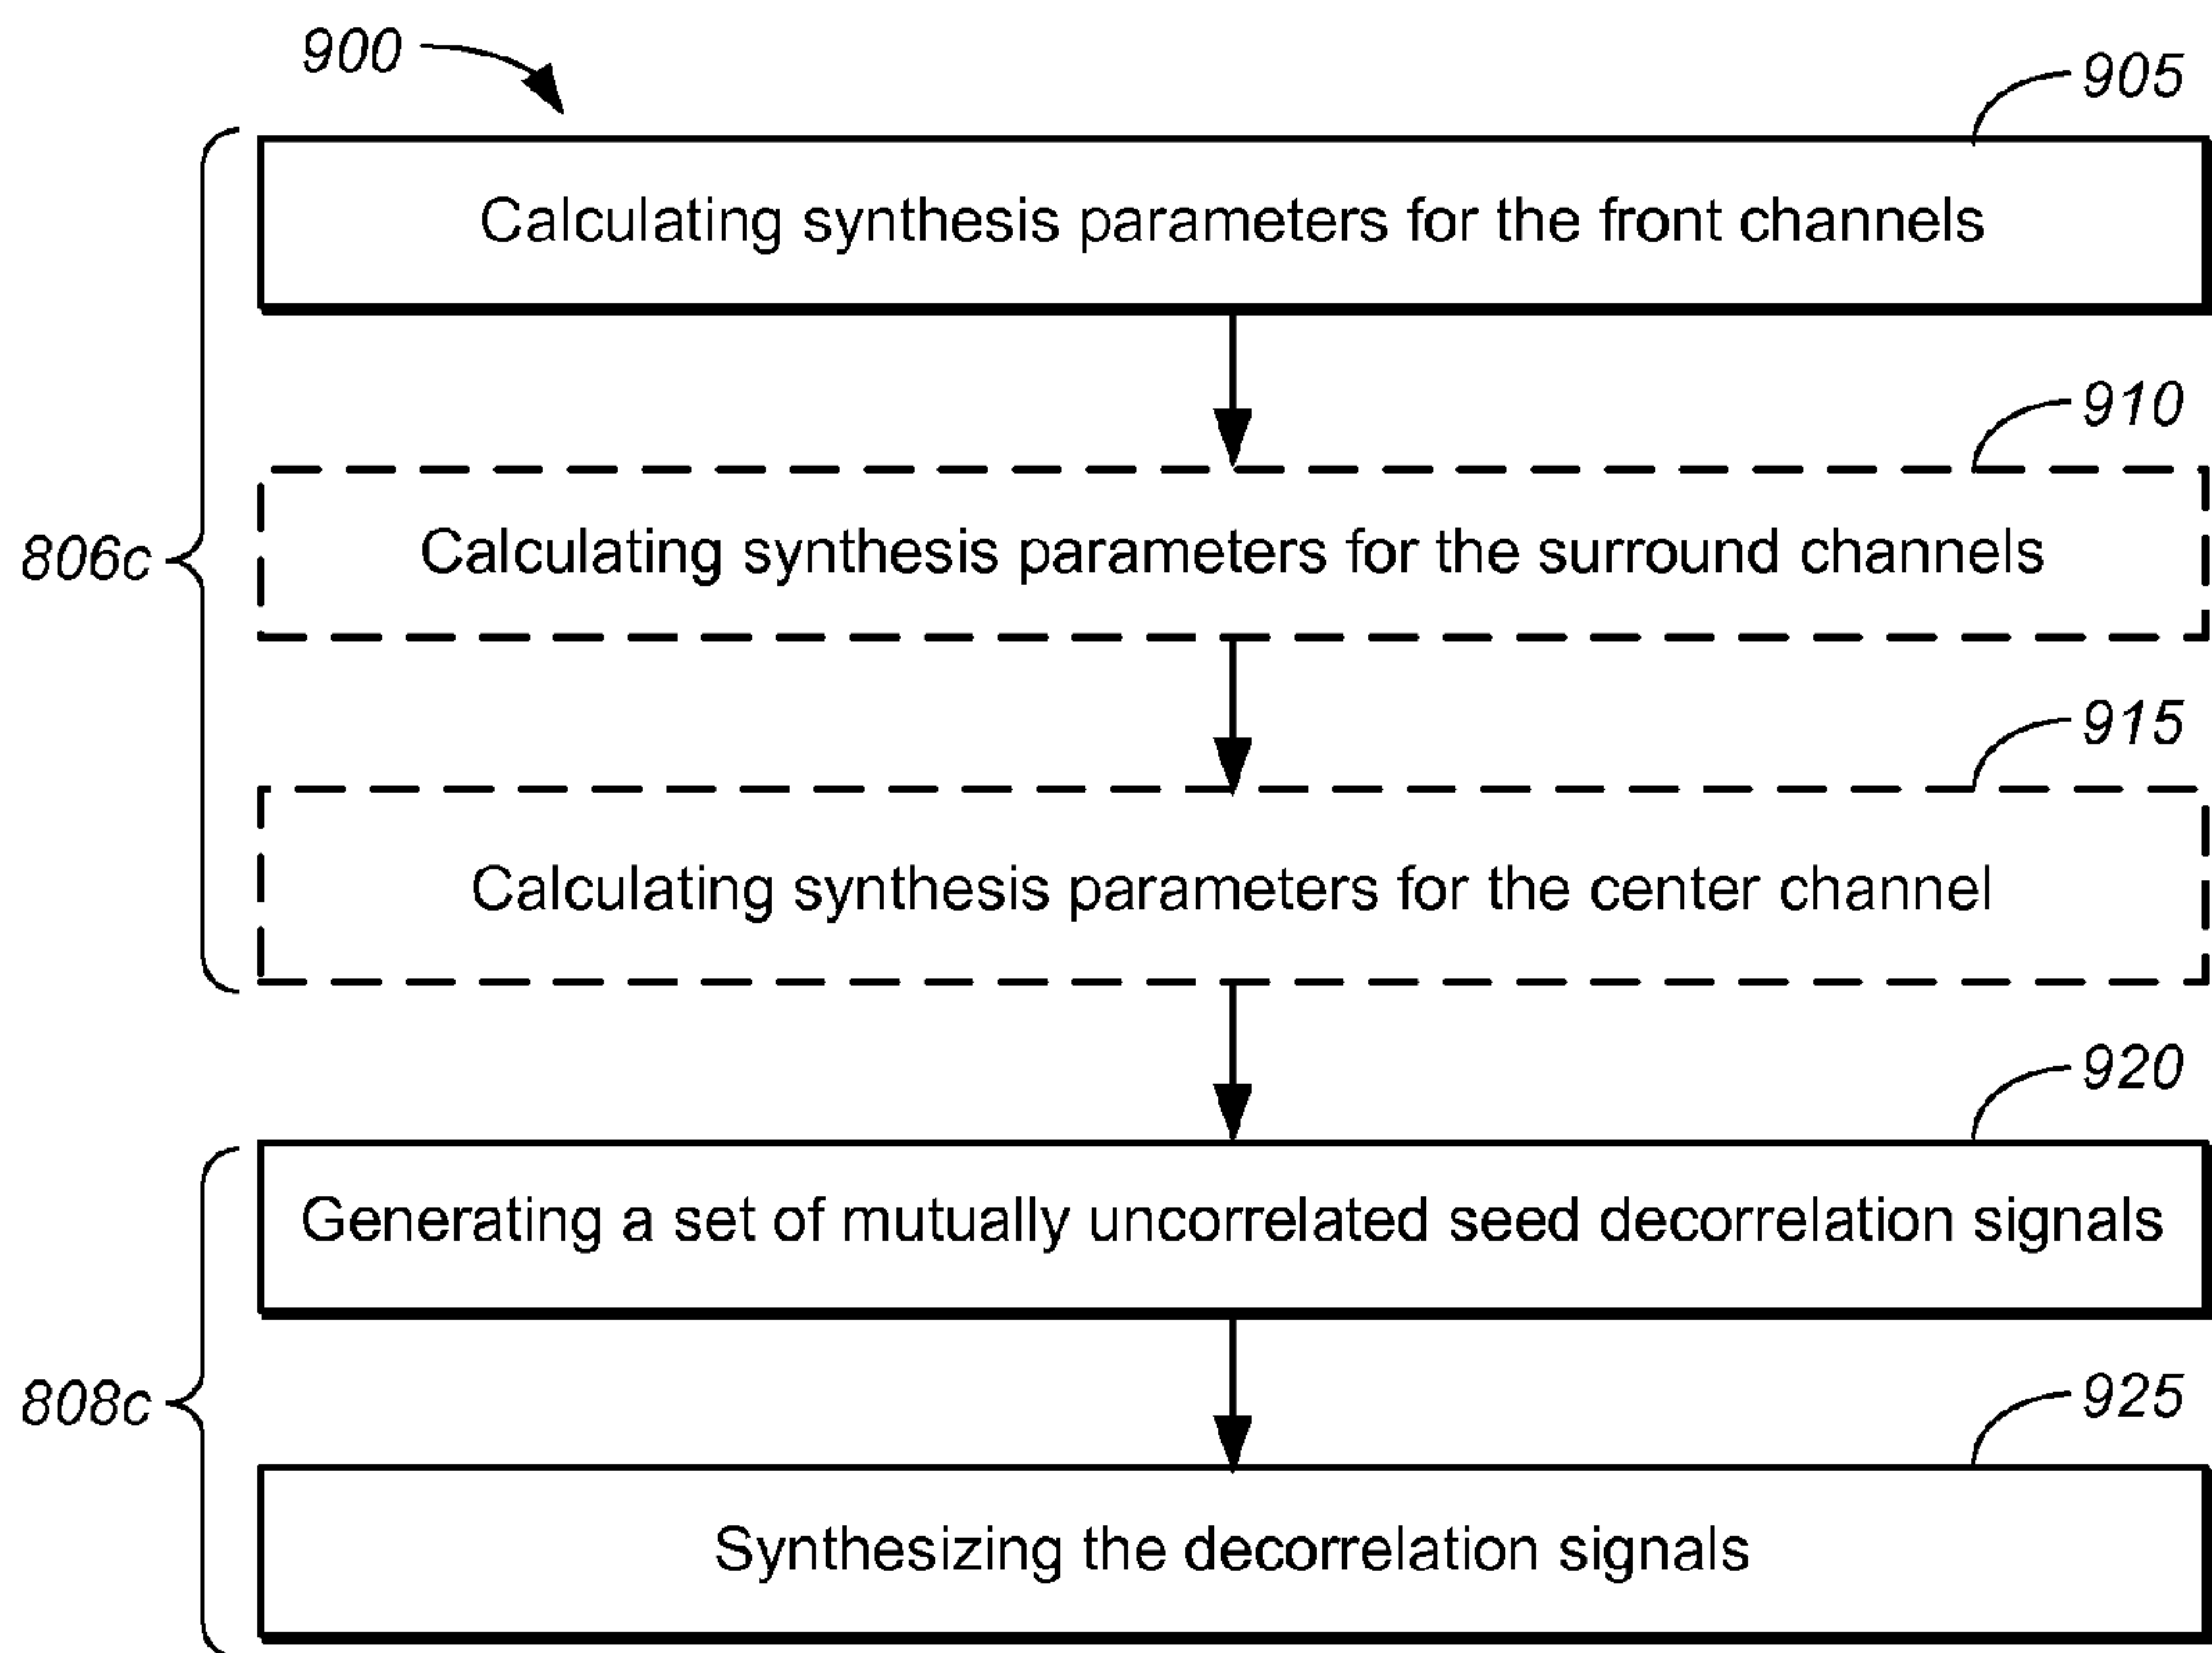 900
905
Calculating synthesis parameters for the front channels
910
806c
Calculating synthesis parameters for the surround channels
915
Calculating synthesis parameters for the center channel
920
Generating a set of mutually uncorrelated seed decorrelation signals
808c
925
Synthesizing the decorrelation signals